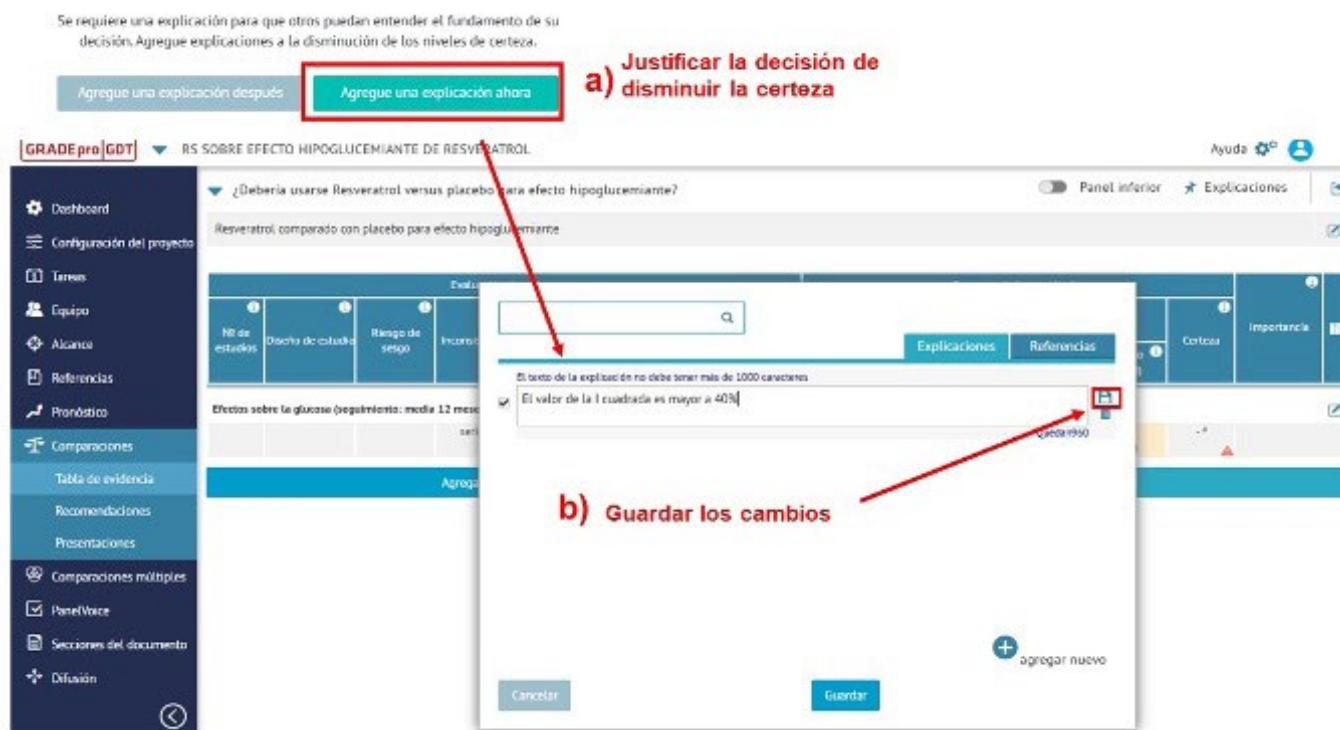 Se requiere una explicación para que otros puedan entender el fundamento de su
decisión. Agregue explicaciones a la disminución de los niveles de certeza.
Agregue una explicación después
Agregue una explicación ahora
a) Justificar la decisión de
disminuir la certeza
GRADEpro|GDT
RS SOBRE EFECTO HIPOGLUCEMIANTE DE RESVERATROL
Ayuda
¿Debería usarse Resveratrol versus placebo para efecto hipoglucemiante?
Panel inferior
Explicaciones
Resveratrol comparado con placebo para efecto hipoglucemiante
Dashboard
Configuración del proyecto
Tareas
Equipo
Alcance
Referencias
Pronóstico
Comparaciones
Tabla de evidencia
Recomendaciones
Presentaciones
Comparaciones múltiples
PanelVoice
Secciones del documento
Difusión
Nº de
estudios
Diseño de estudio
Riesgo de
sesgo
Certeza
Importancia
Explicaciones
Referencias
El texto de la explicación no debe tener más de 1000 caracteres
El valor de la I cuadrada es mayor a 40%
Quedan960
Efectos sobre la glucosa (seguimiento: media 12
b) Guardar los cambios
agregar nuevo
Cancelar
Guardar